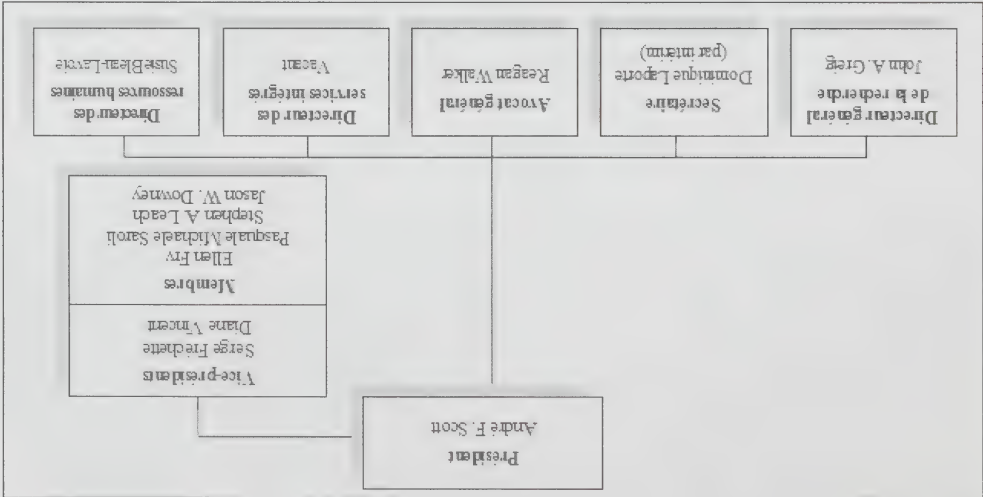 Président
André F. Scott
Vice-présidents
Serge Fréchette
Diane Vincent
Membres
Ellen Fry
Pasquale Michaele Saroli
Stephen A. Leach
Jason W. Downey
Directeur général
de la recherche
John A. Greig
Secrétaire
Dominique Laporte
(par intérim)
Avocat général
Reagan Walker
Directeur des
services intégrés
Vacant
Directeur des
ressources humaines
Susie Bleau-Lavoie